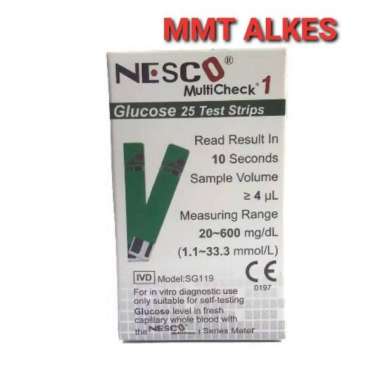 MMT ALKES
NESCO®
MultiCheck® 1
Glucose 25 Test Strips
Read Result In
10 Seconds
Sample Volume
≥ 4 µL
Measuring Range
20~600 mg/dL
(1.1~33.3 mmol/L)
IVD Model:SG119
CE
0197
For in vitro diagnostic use
only suitable for self-testing
Glucose level in fresh
capillary whole blood with
the NESCO Series Meter